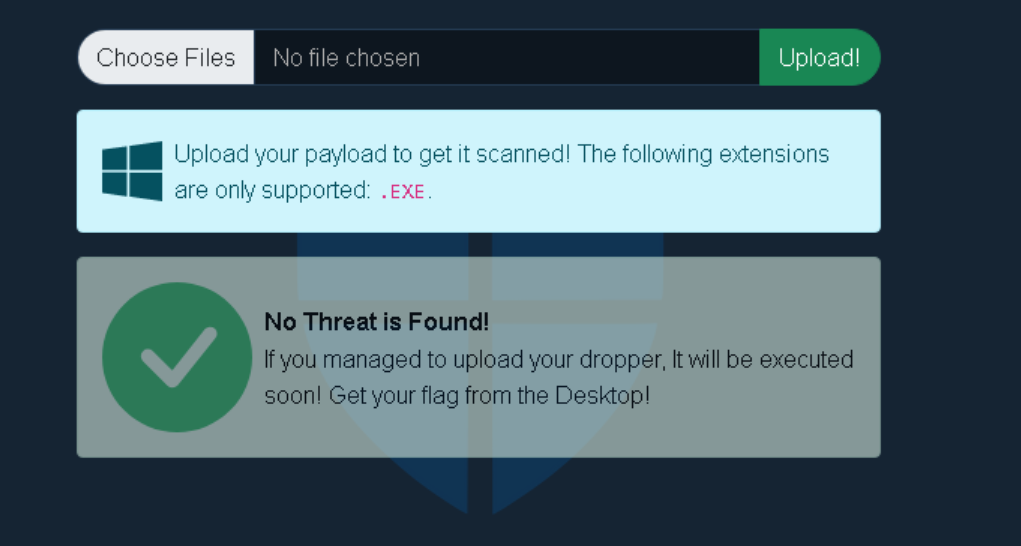 Choose Files No file chosen Upload!
Upload your payload to get it scanned! The following extensions
are only supported: .EXE.
No Threat is Found!
If you managed to upload your dropper, It will be executed
soon! Get your flag from the Desktop!